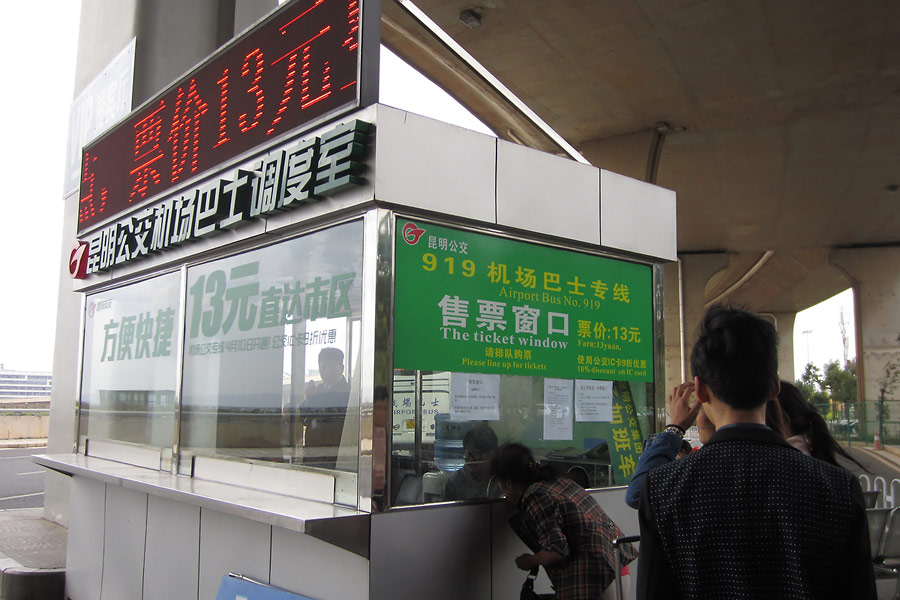 票价13元
昆明公交机场巴士调度室
方便快捷
13元直达市区
昆明公交
919 机场巴士专线
Airport Bus No. 919
售票窗口
The ticket window
请排队购票
Please line up for tickets
票价:13元
Fare:13yuan,
使用公交IC卡9折优惠
10% discount on IC card
AIRPORT BUS